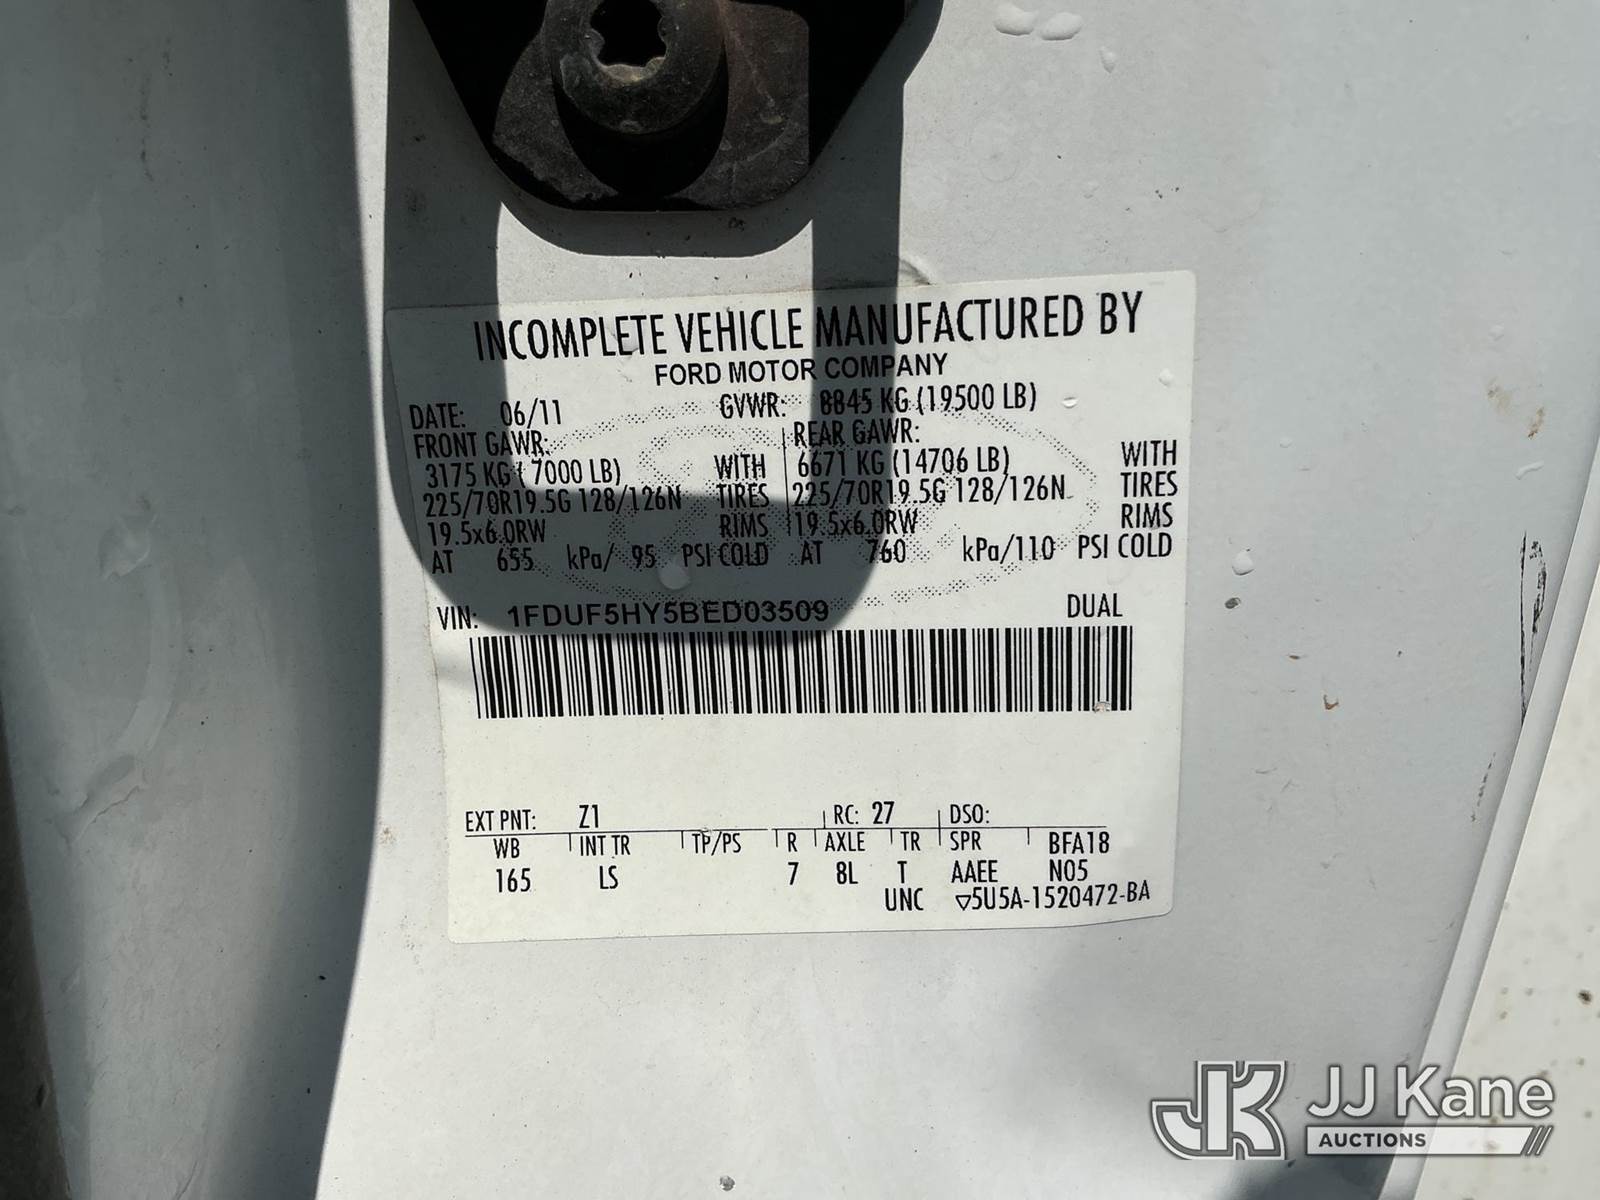 INCOMPLETE VEHICLE MANUFACTURED BY
FORD MOTOR COMPANY
DATE: 06/11 GVWR: 8845 KG (19500 LB)
FRONT GAWR: REAR GAWR:
3175 KG ( 7000 LB) WITH 6671 KG (14706 LB) WITH
225/70R19.5G 128/126N TIRES 225/70R19.5G 128/126N TIRES
19.5x6.0RW RIMS 19.5x6.0RW RIMS
AT 655 kPa/ 95 PSI COLD AT 760 kPa/110 PSI COLD
VIN: 1FDUF5HY5BED03509 DUAL
EXT PNT: Z1 RC: 27 DSO:
WB INT TR TP/PS R AXLE TR SPR BFA18
165 LS 7 8L T AAEE N05
UNC ▽5U5A-1520472-BA
JK JJ Kane
AUCTIONS